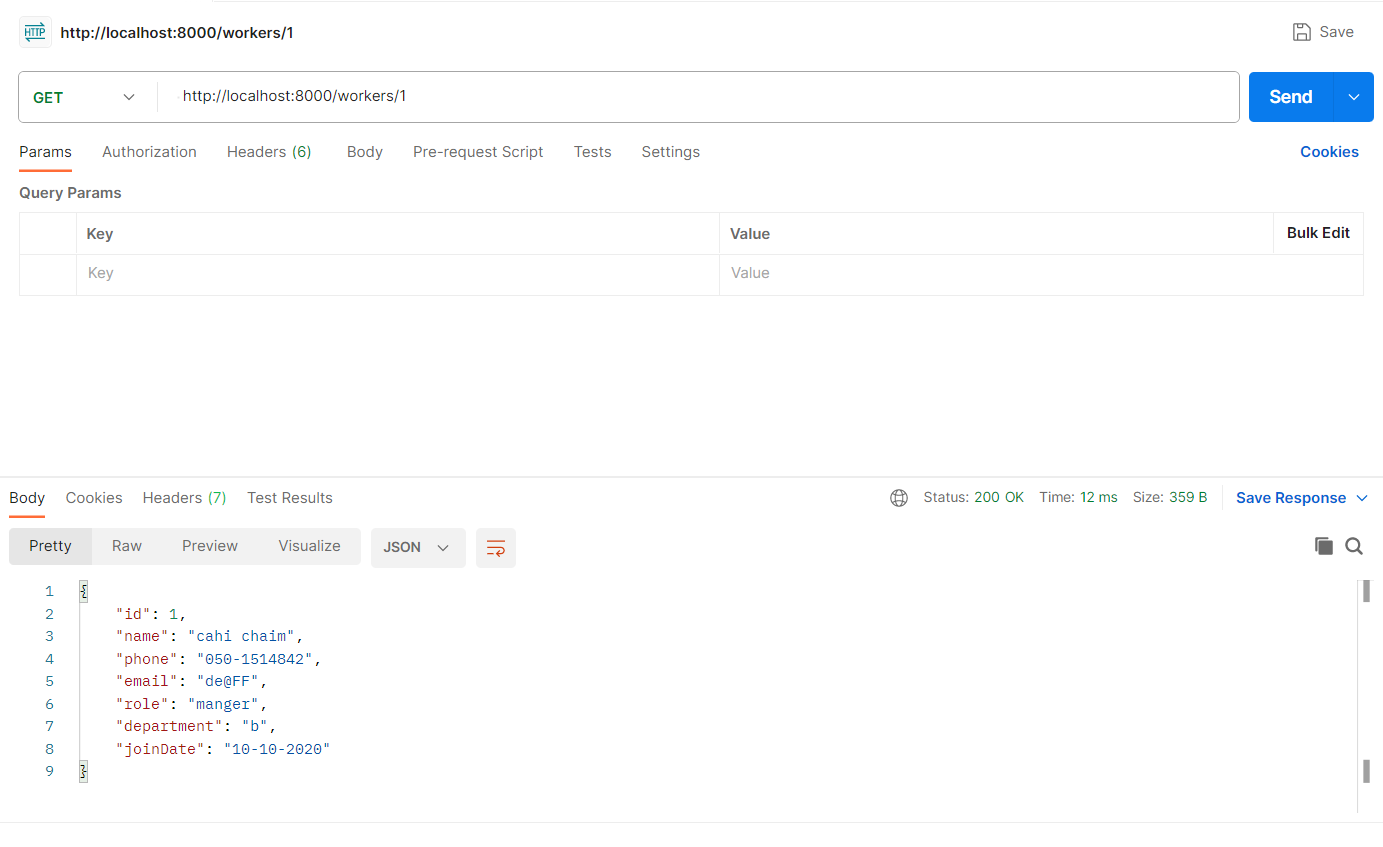 HTTP http://localhost:8000/workers/1 Save
GET http://localhost:8000/workers/1 Send
Params Authorization Headers (6) Body Pre-request Script Tests Settings Cookies
Query Params
Key Value Bulk Edit
Key Value
Body Cookies Headers (7) Test Results Status: 200 OK Time: 12 ms Size: 359 B Save Response
Pretty Raw Preview Visualize JSON
1 {
2 "id": 1,
3 "name": "cahi chaim",
4 "phone": "050-1514842",
5 "email": "de@FF",
6 "role": "manger",
7 "department": "b",
8 "joinDate": "10-10-2020"
9 }